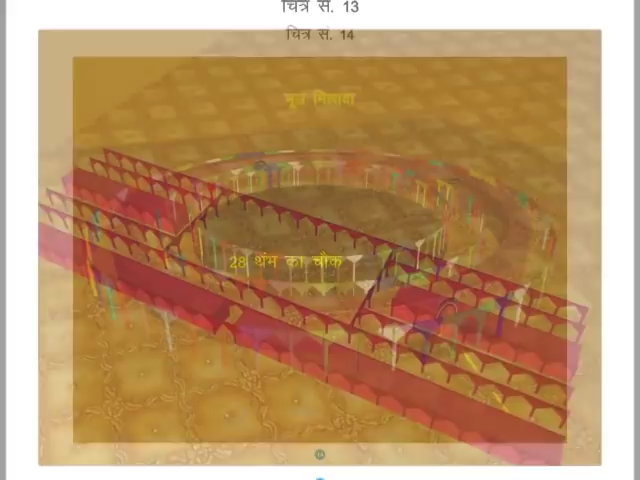 चित्र सं. 13
चित्र सं. 14
मूल मिलावा
28 थंभ का चौक